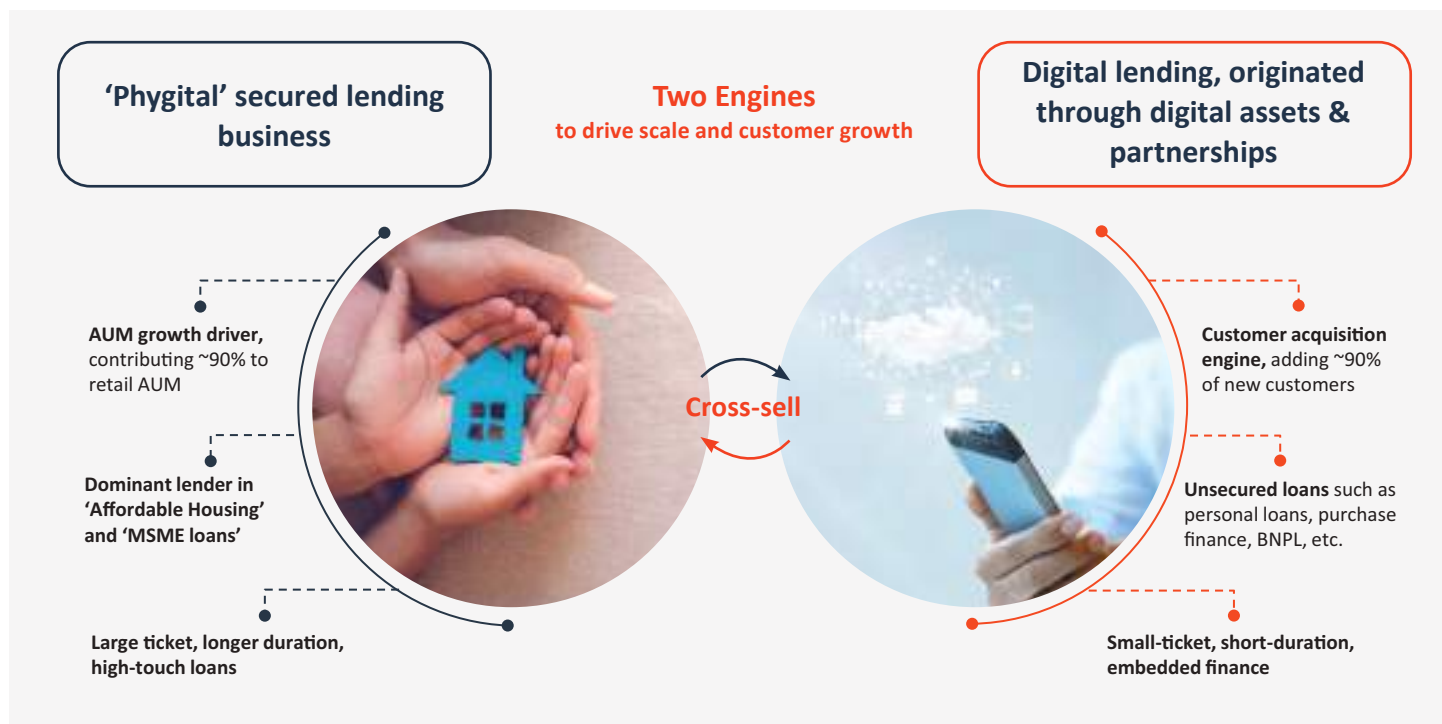 ‘Phygital’ secured lending
business
Two Engines
to drive scale and customer growth
Digital lending, originated
through digital assets &
partnerships
AUM growth driver,
contributing ~90% to
retail AUM
Dominant lender in
‘Affordable Housing’
and ‘MSME loans’
Large ticket, longer duration,
high-touch loans
Cross-sell
Customer acquisition
engine, adding ~90%
of new customers
Unsecured loans such as
personal loans, purchase
finance, BNPL, etc.
Small-ticket, short-duration,
embedded finance